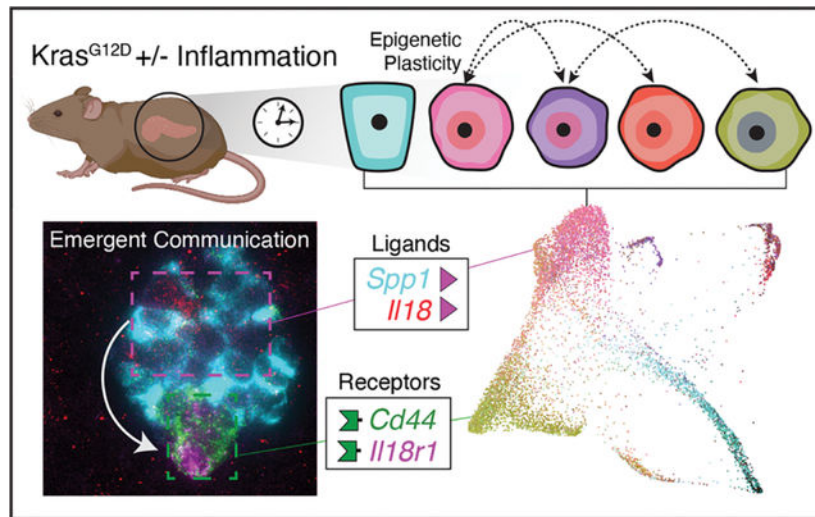 Kras^G12D +/- Inflammation
Epigenetic
Plasticity
Emergent Communication
Ligands
Spp1
Il18
Receptors
Cd44
Il18r1